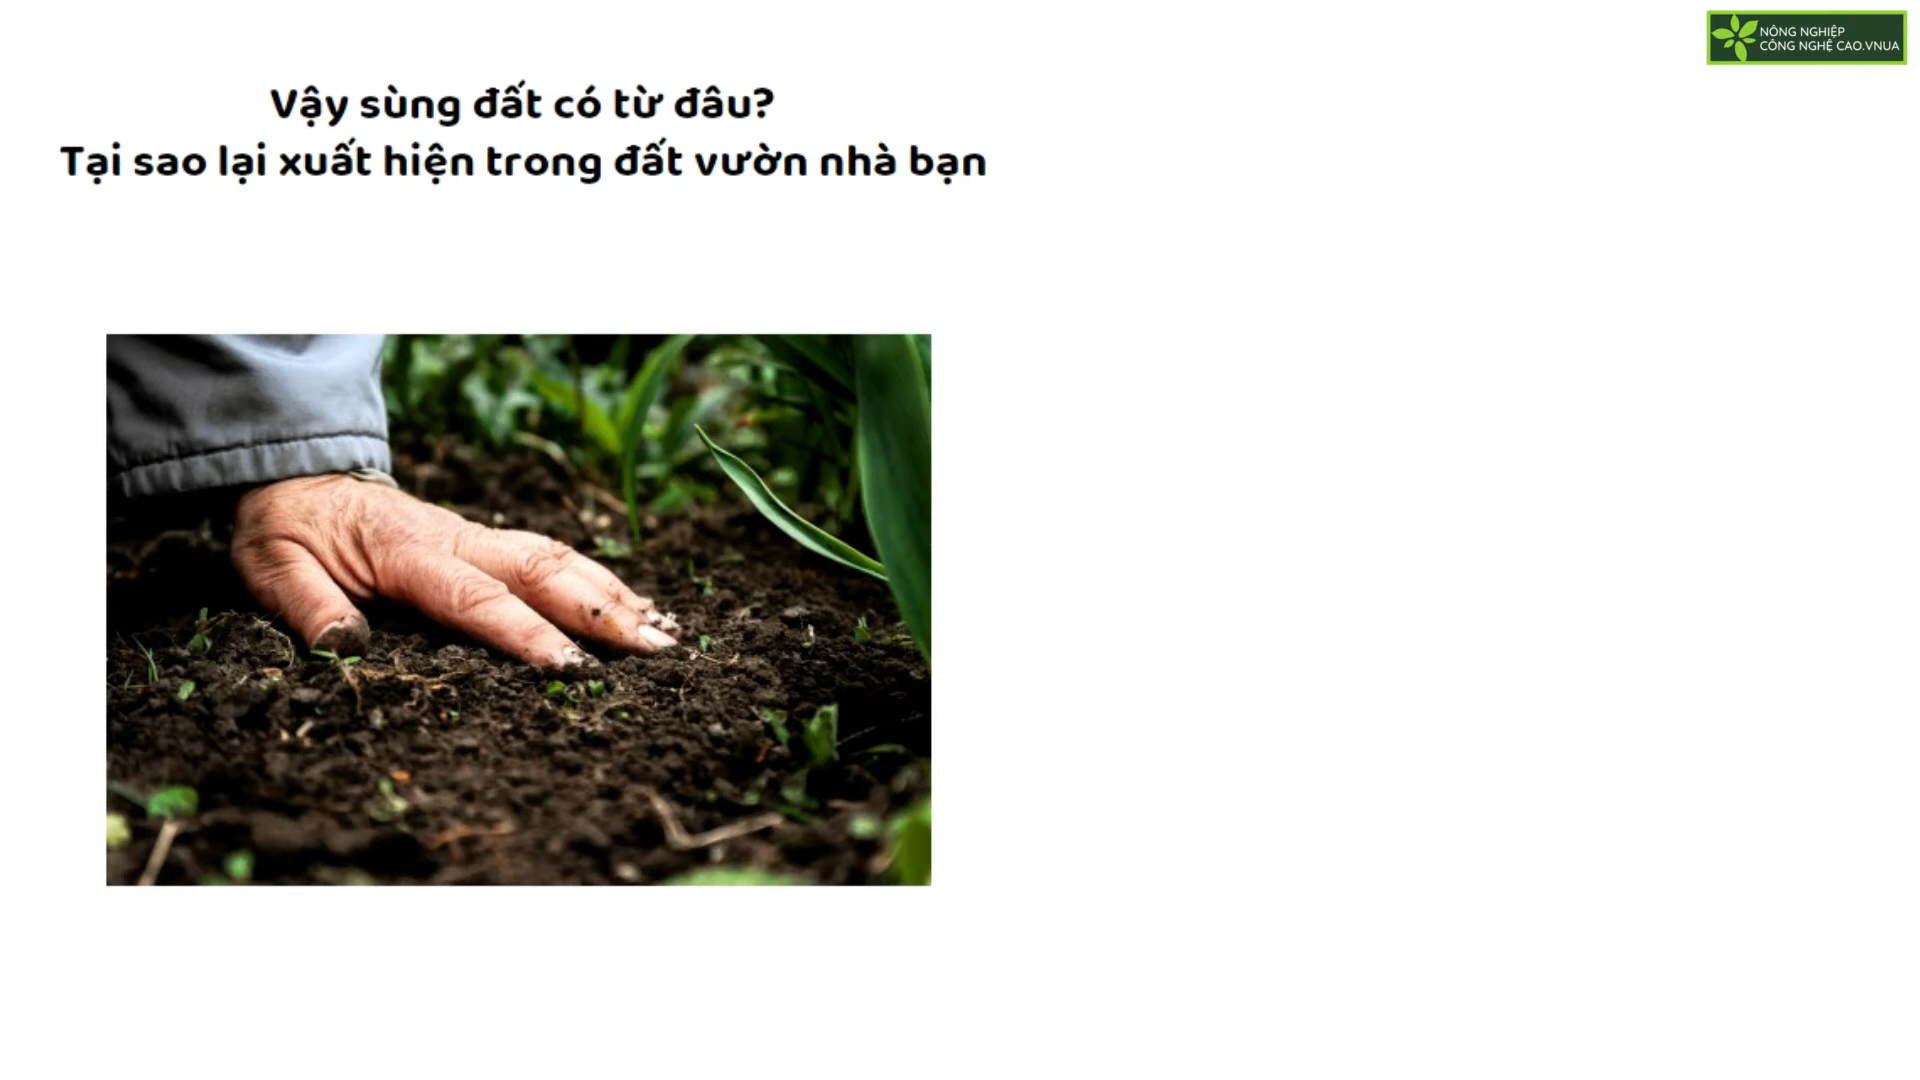 NÔNG NGHIỆP
CÔNG NGHỆ CAO.VNUA
Vậy sùng đất có từ đâu?
Tại sao lại xuất hiện trong đất vườn nhà bạn